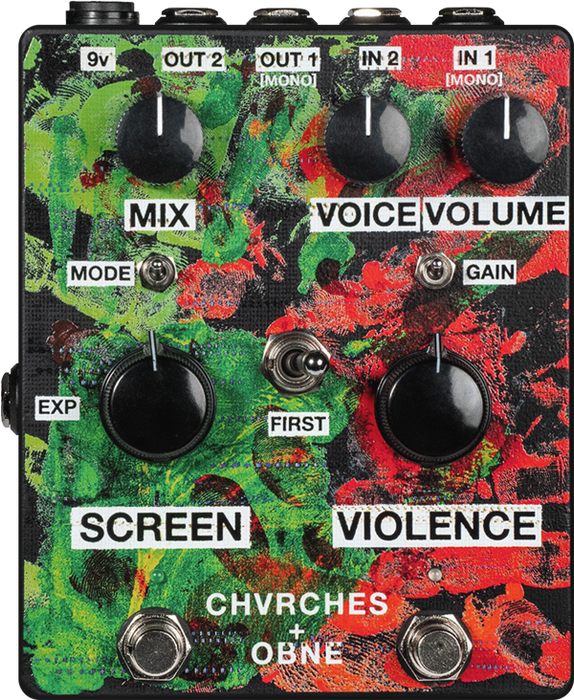 9v
OUT 2
OUT 1
[MONO]
IN 2
IN 1
[MONO]
MIX
VOICE
VOLUME
MODE
GAIN
EXP
FIRST
SCREEN
VIOLENCE
CHVRCHES
+
OBNE